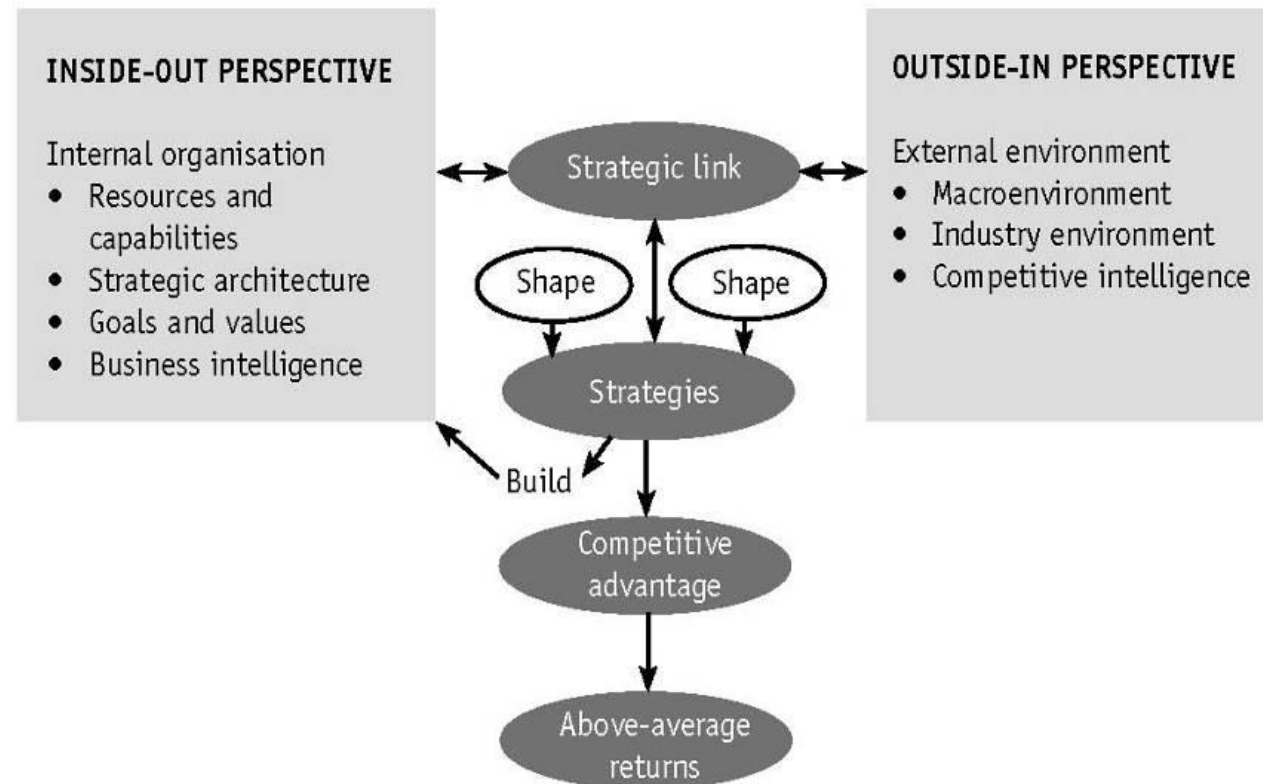 INSIDE-OUT PERSPECTIVE
Internal organisation
• Resources and
capabilities
• Strategic architecture
• Goals and values
• Business intelligence
Strategic link
Shape
Shape
Strategies
Build
Competitive
advantage
Above-average
returns
OUTSIDE-IN PERSPECTIVE
External environment
• Macroenvironment
• Industry environment
• Competitive intelligence